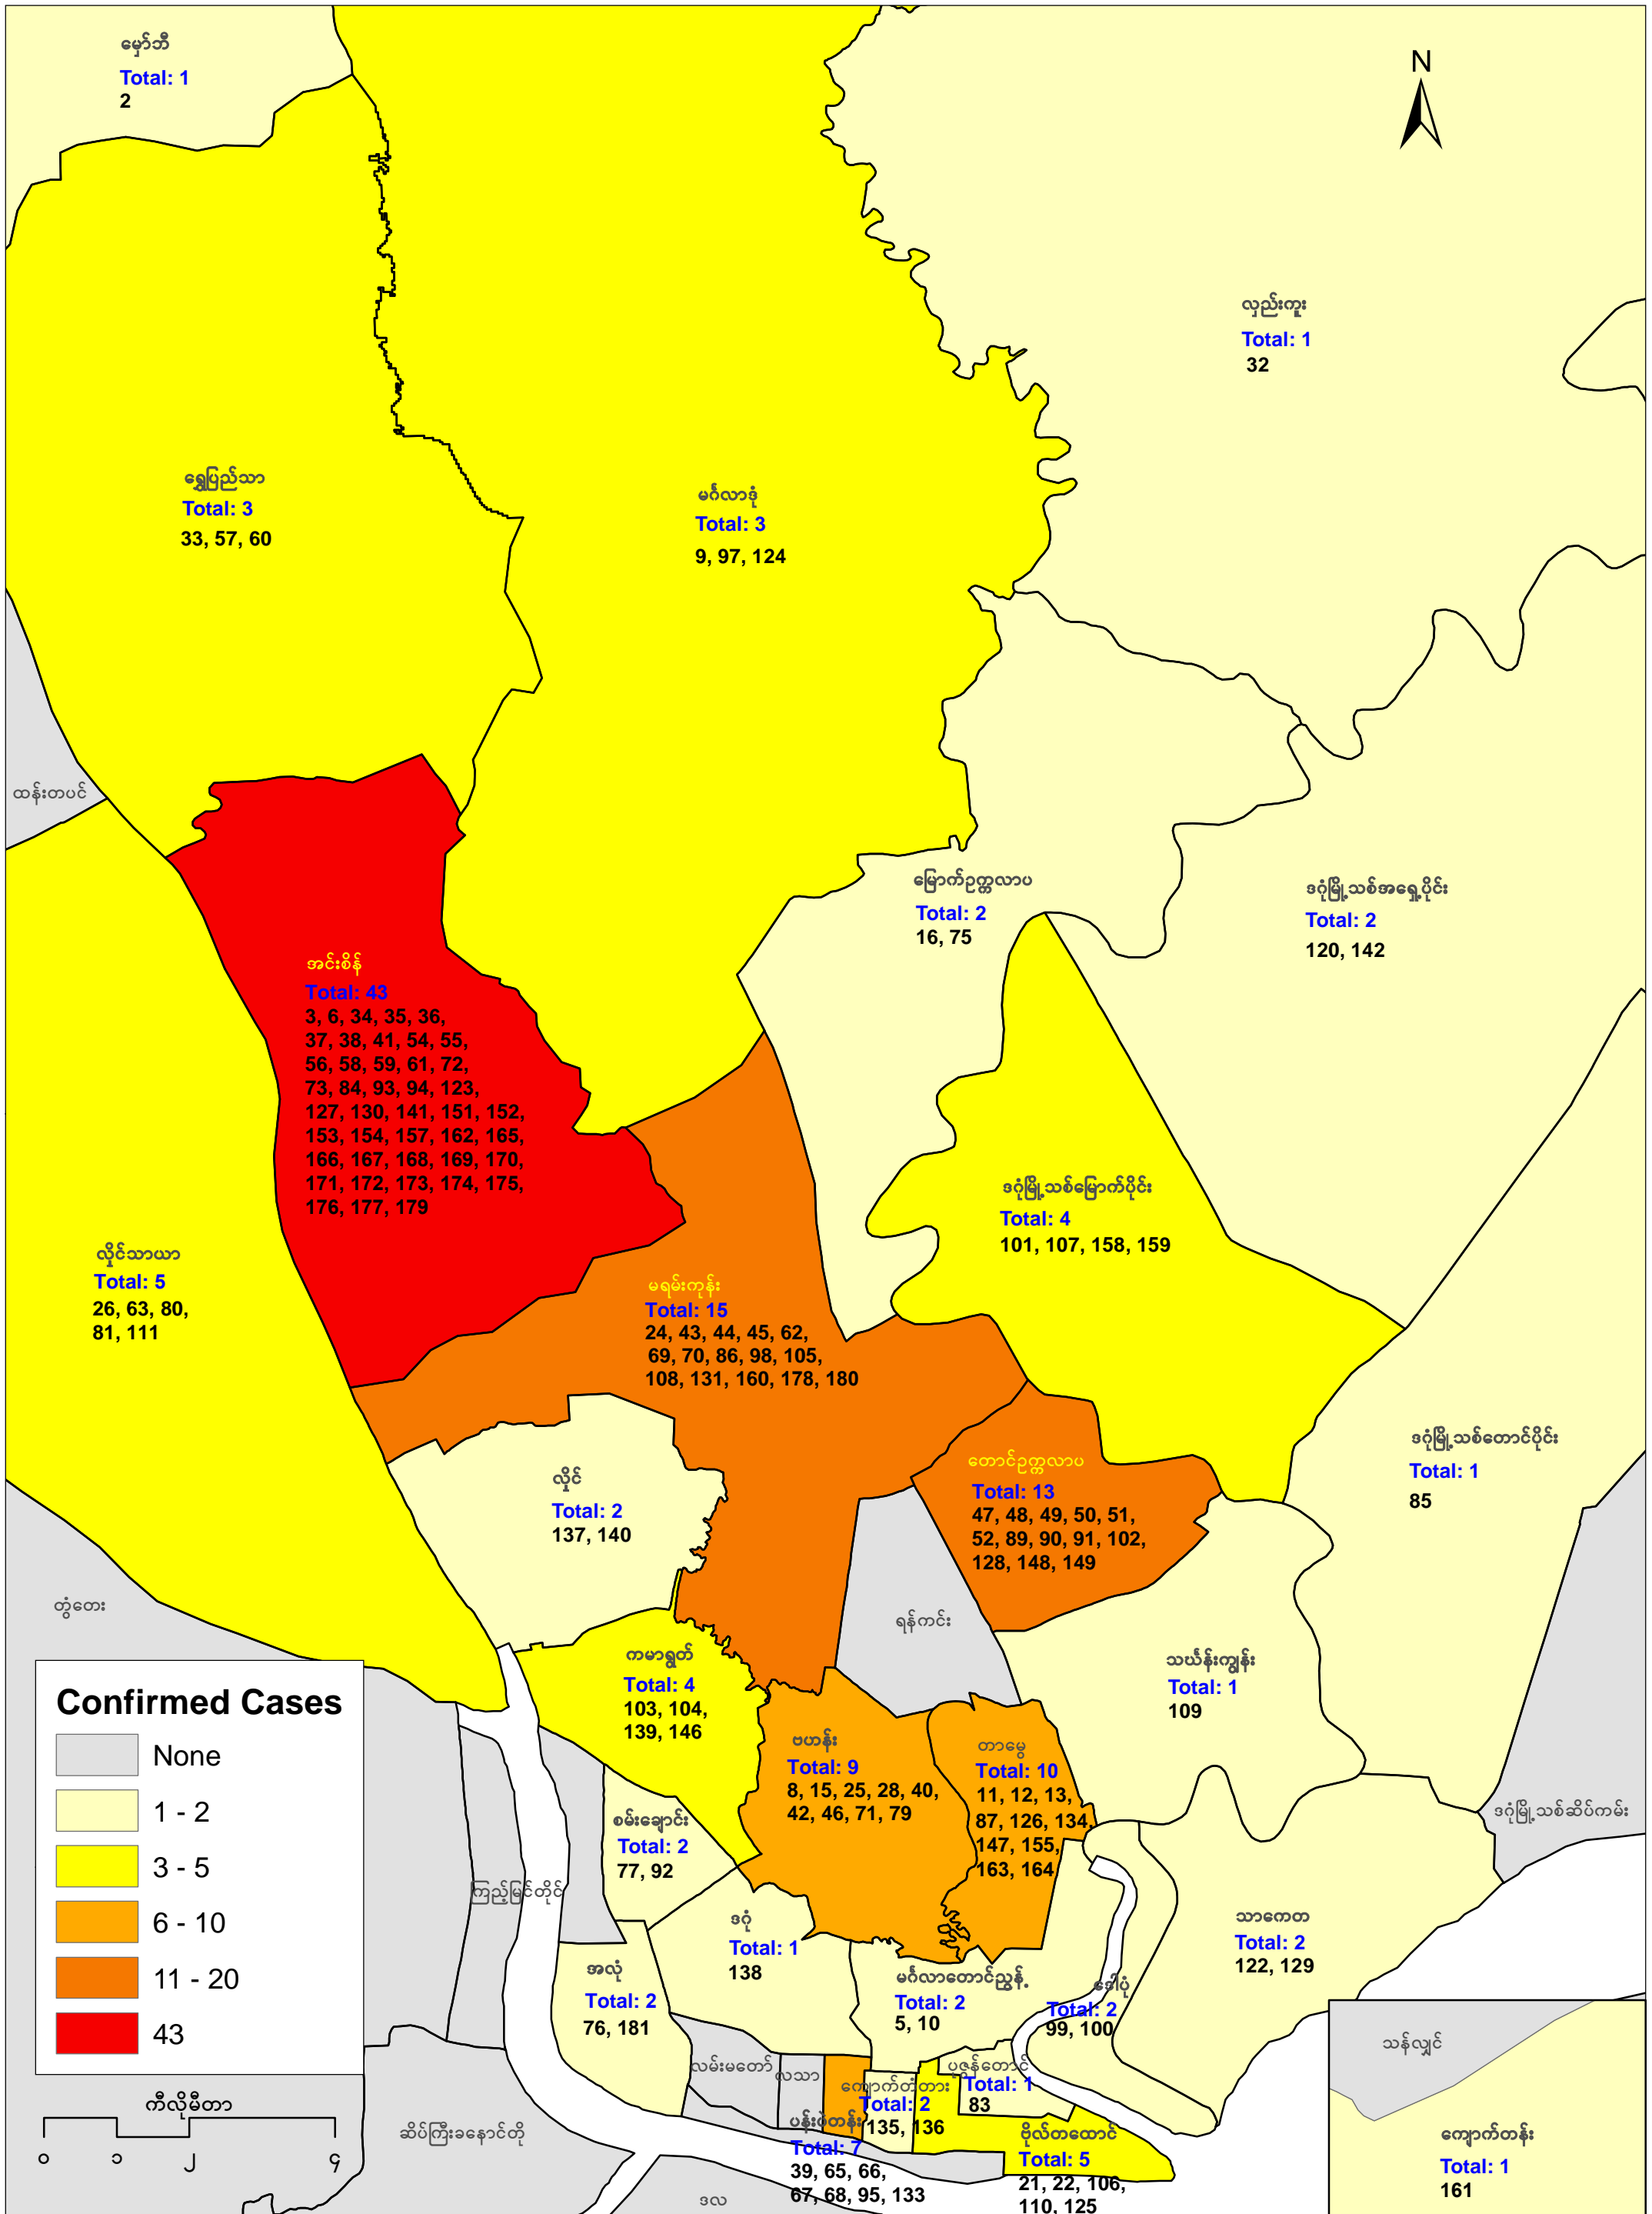 မှော်ဘီ
Total: 1
2
N
လှည်းကူး
Total: 1
32
ရွှေပြည်သာ
Total: 3
33, 57, 60
မင်္ဂလာဒုံ
Total: 3
9, 97, 124
ထန်းတပင်
မြောက်ဥက္ကလာပ
Total: 2
16, 75
ဒဂုံမြို့သစ်အရှေ့ပိုင်း
Total: 2
120, 142
အင်းစိန်
Total: 43
3, 6, 34, 35, 36,
37, 38, 41, 54, 55,
56, 58, 59, 61, 72,
73, 84, 93, 94, 123,
127, 130, 141, 151, 152,
153, 154, 157, 162, 165,
166, 167, 168, 169, 170,
171, 172, 173, 174, 175,
176, 177, 179
ဒဂုံမြို့သစ်မြောက်ပိုင်း
Total: 4
101, 107, 158, 159
လှိုင်သာယာ
Total: 5
26, 63, 80,
81, 111
မရမ်းကုန်း
Total: 15
24, 43, 44, 45, 62,
69, 70, 86, 98, 105,
108, 131, 160, 178, 180
ဒဂုံမြို့သစ်တောင်ပိုင်း
Total: 1
85
တောင်ဥက္ကလာပ
Total: 13
47, 48, 49, 50, 51,
52, 89, 90, 91, 102,
128, 148, 149
လှိုင်
Total: 2
137, 140
တွံတေး
ရန်ကင်း
ကမာရွတ်
Total: 4
103, 104,
139, 146
သင်္ဃန်းကျွန်း
Total: 1
109
ဗဟန်း
Total: 9
8, 15, 25, 28, 40,
42, 46, 71, 79
တာမွေ
Total: 10
11, 12, 13,
87, 126, 134,
147, 155,
163, 164
ဒဂုံမြို့သစ်ဆိပ်ကမ်း
စမ်းချောင်း
Total: 2
77, 92
ကြည့်မြင်တိုင်
ဒဂုံ
Total: 1
138
သာကေတ
Total: 2
122, 129
အလုံ
Total: 2
76, 181
မင်္ဂလာတောင်ညွန့်
Total: 2
5, 10
ဒေါပုံ
Total: 2
99, 100
လမ်းမတော်
လသာ
ကျောက်တံတား
Total: 2
135, 136
ပုဇွန်တောင်
Total: 1
83
ပန်းပဲတန်း
Total: 7
39, 65, 66,
67, 68, 95, 133
ဗိုလ်တထောင်
Total: 5
21, 22, 106,
110, 125
ဆိပ်ကြီးခနောင်တို
ဒလ
သန်လျှင်
ကျောက်တန်း
Total: 1
161
Confirmed Cases
None
1 - 2
3 - 5
6 - 10
11 - 20
43
ကီလိုမီတာ
၀ ၁ ၂ ၄